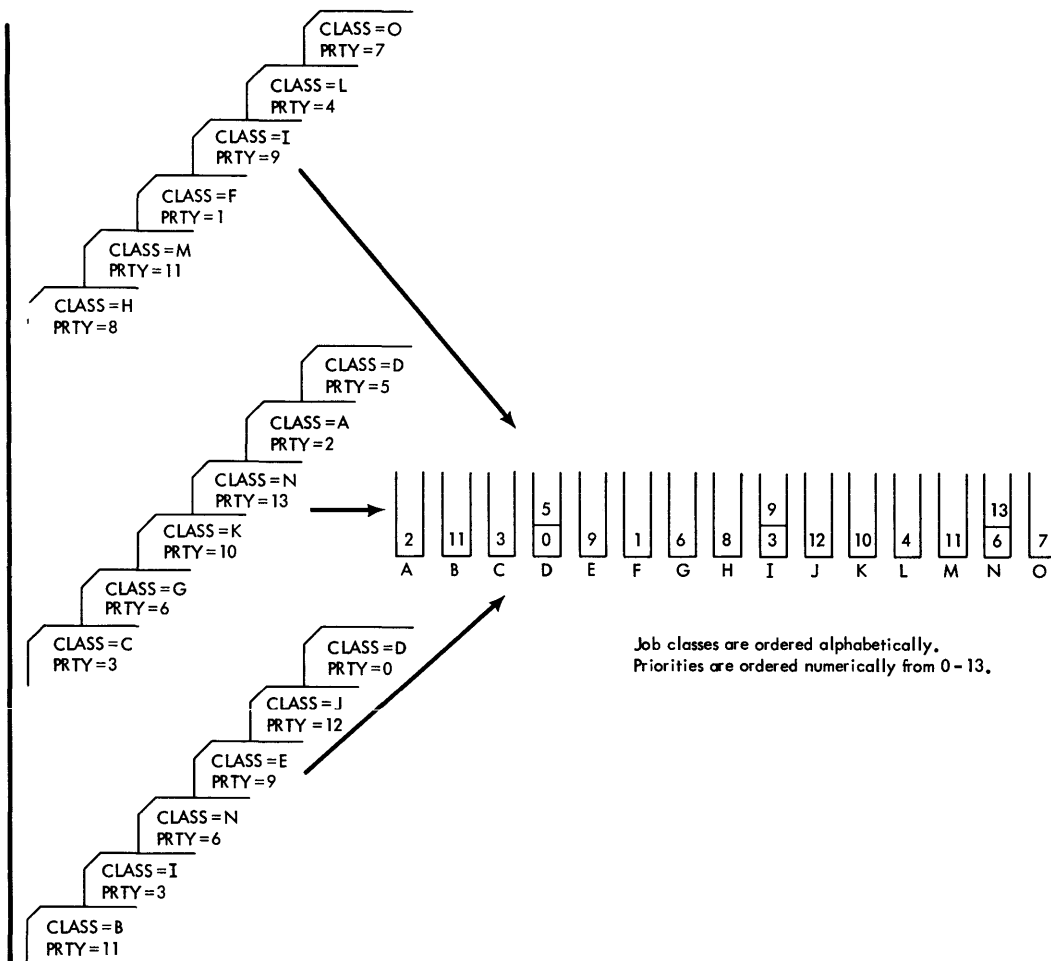 CLASS=O
PRTY=7
CLASS=L
PRTY=4
CLASS=I
PRTY=9
CLASS=F
PRTY=1
CLASS=M
PRTY=11
CLASS=H
PRTY=8
CLASS=D
PRTY=5
CLASS=A
PRTY=2
CLASS=N
PRTY=13
CLASS=K
PRTY=10
CLASS=G
PRTY=6
CLASS=C
PRTY=3
5 9 13
2 11 3 0 9 1 6 8 3 12 10 4 11 6 7
A B C D E F G H I J K L M N O
Job classes are ordered alphabetically.
Priorities are ordered numerically from 0-13.
CLASS=D
PRTY=0
CLASS=J
PRTY=12
CLASS=E
PRTY=9
CLASS=N
PRTY=6
CLASS=I
PRTY=3
CLASS=B
PRTY=11